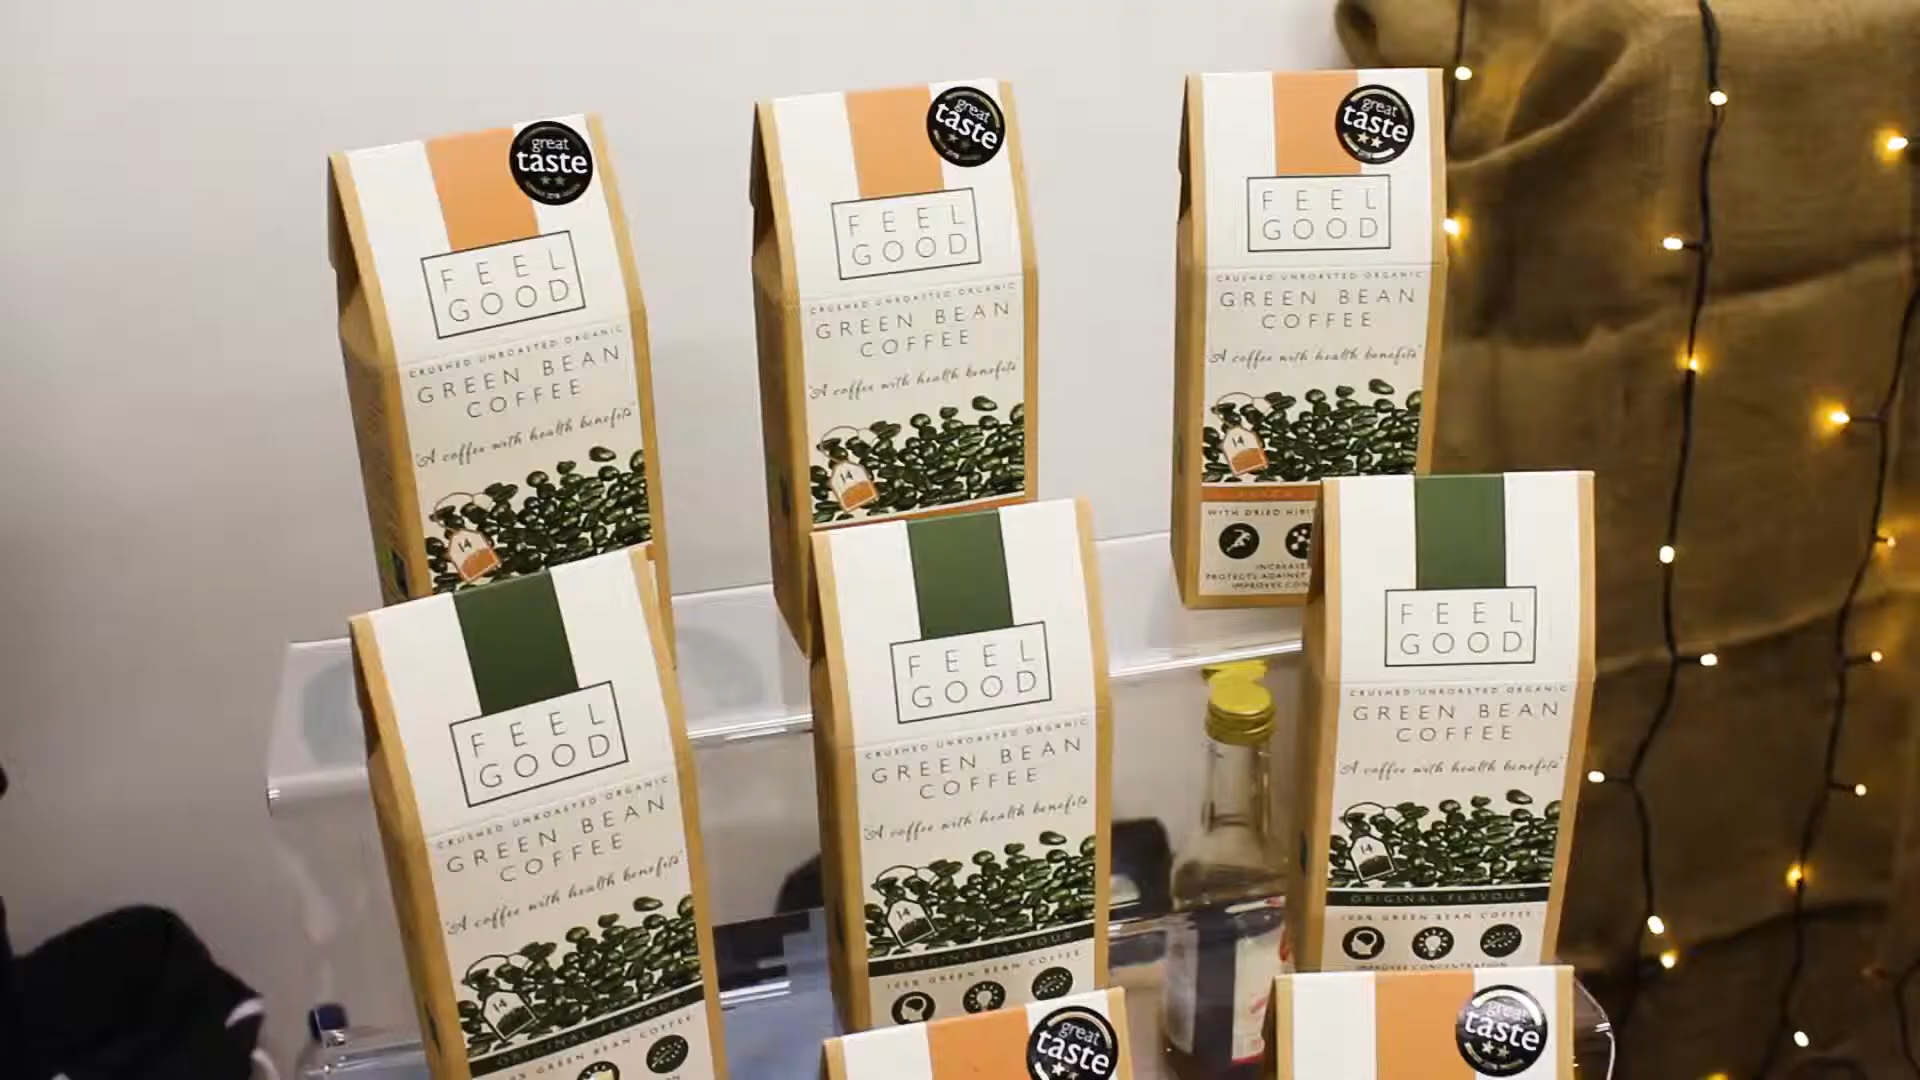 great
taste
FEEL
GOOD
CRUSHED UNROASTED ORGANIC
GREEN BEAN
COFFEE
'A coffee with health benefits'
14
great
taste
FEEL
GOOD
CRUSHED UNROASTED ORGANIC
GREEN BEAN
COFFEE
'A coffee with health benefits'
14
great
taste
FEEL
GOOD
CRUSHED UNROASTED ORGANIC
GREEN BEAN
COFFEE
'A coffee with health benefits'
14
WITH DRIED
PROTECTS AGAINST
FEEL
GOOD
CRUSHED UNROASTED ORGANIC
GREEN BEAN
COFFEE
'A coffee with health benefits'
14
ORIGINAL FLAVOUR
GREEN BEAN COFFEE
FEEL
GOOD
CRUSHED UNROASTED ORGANIC
GREEN BEAN
COFFEE
'A coffee with health benefits'
14
ORIGINAL FLAVOUR
100% GREEN BEAN COFFEE
FEEL
GOOD
CRUSHED UNROASTED ORGANIC
GREEN BEAN
COFFEE
'A coffee with health benefits'
14
ORIGINAL FLAVOUR
100% GREEN BEAN COFFEE
IMPROVES CONCENTRATION
great
taste
great
taste